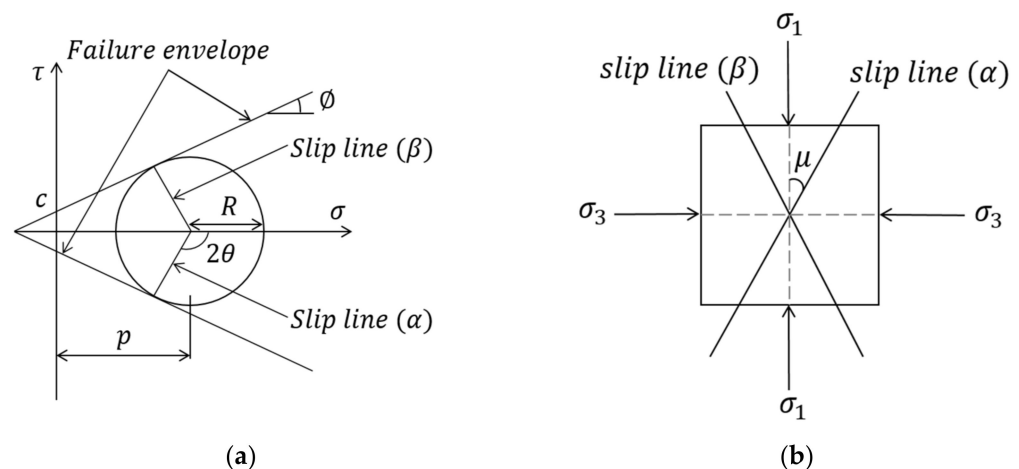 Failure envelope
τ
∅
Slip line (β)
c
R
σ
2θ
Slip line (α)
p
(a)
σ1
slip line (β)
slip line (α)
μ
σ3
σ3
σ1
(b)